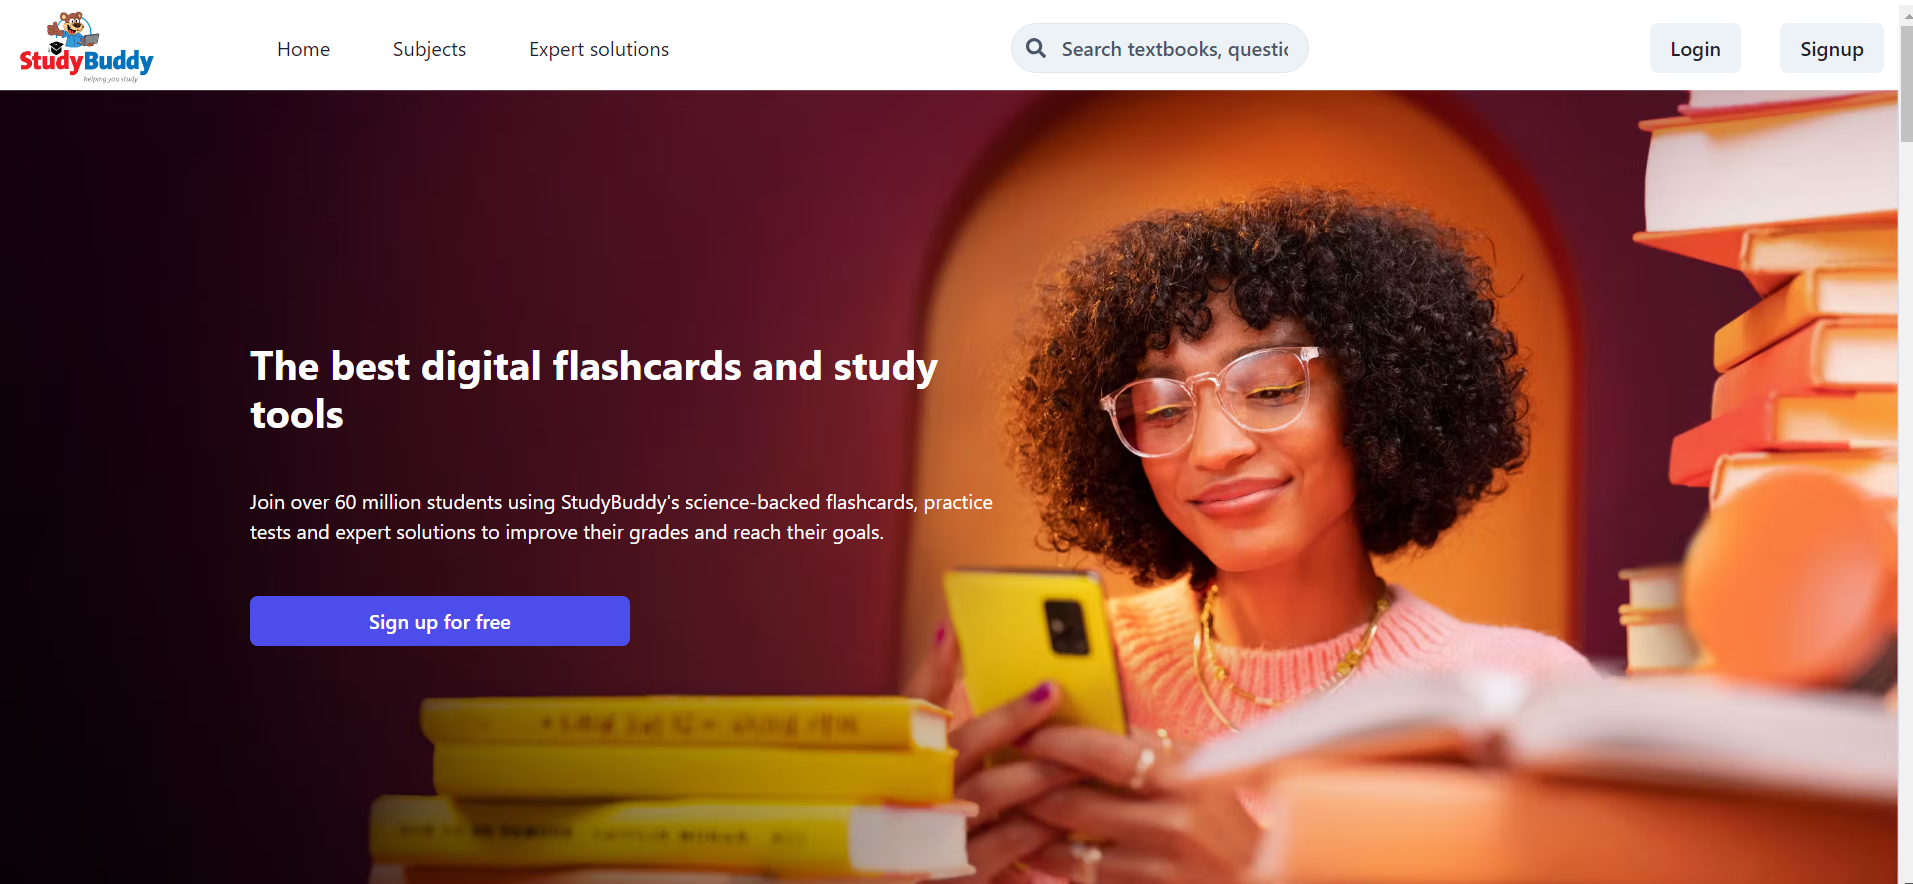 StudyBuddy
helping you study
Home
Subjects
Expert solutions
Search textbooks, questic
Login
Signup
The best digital flashcards and study
tools
Join over 60 million students using StudyBuddy's science-backed flashcards, practice
tests and expert solutions to improve their grades and reach their goals.
Sign up for free